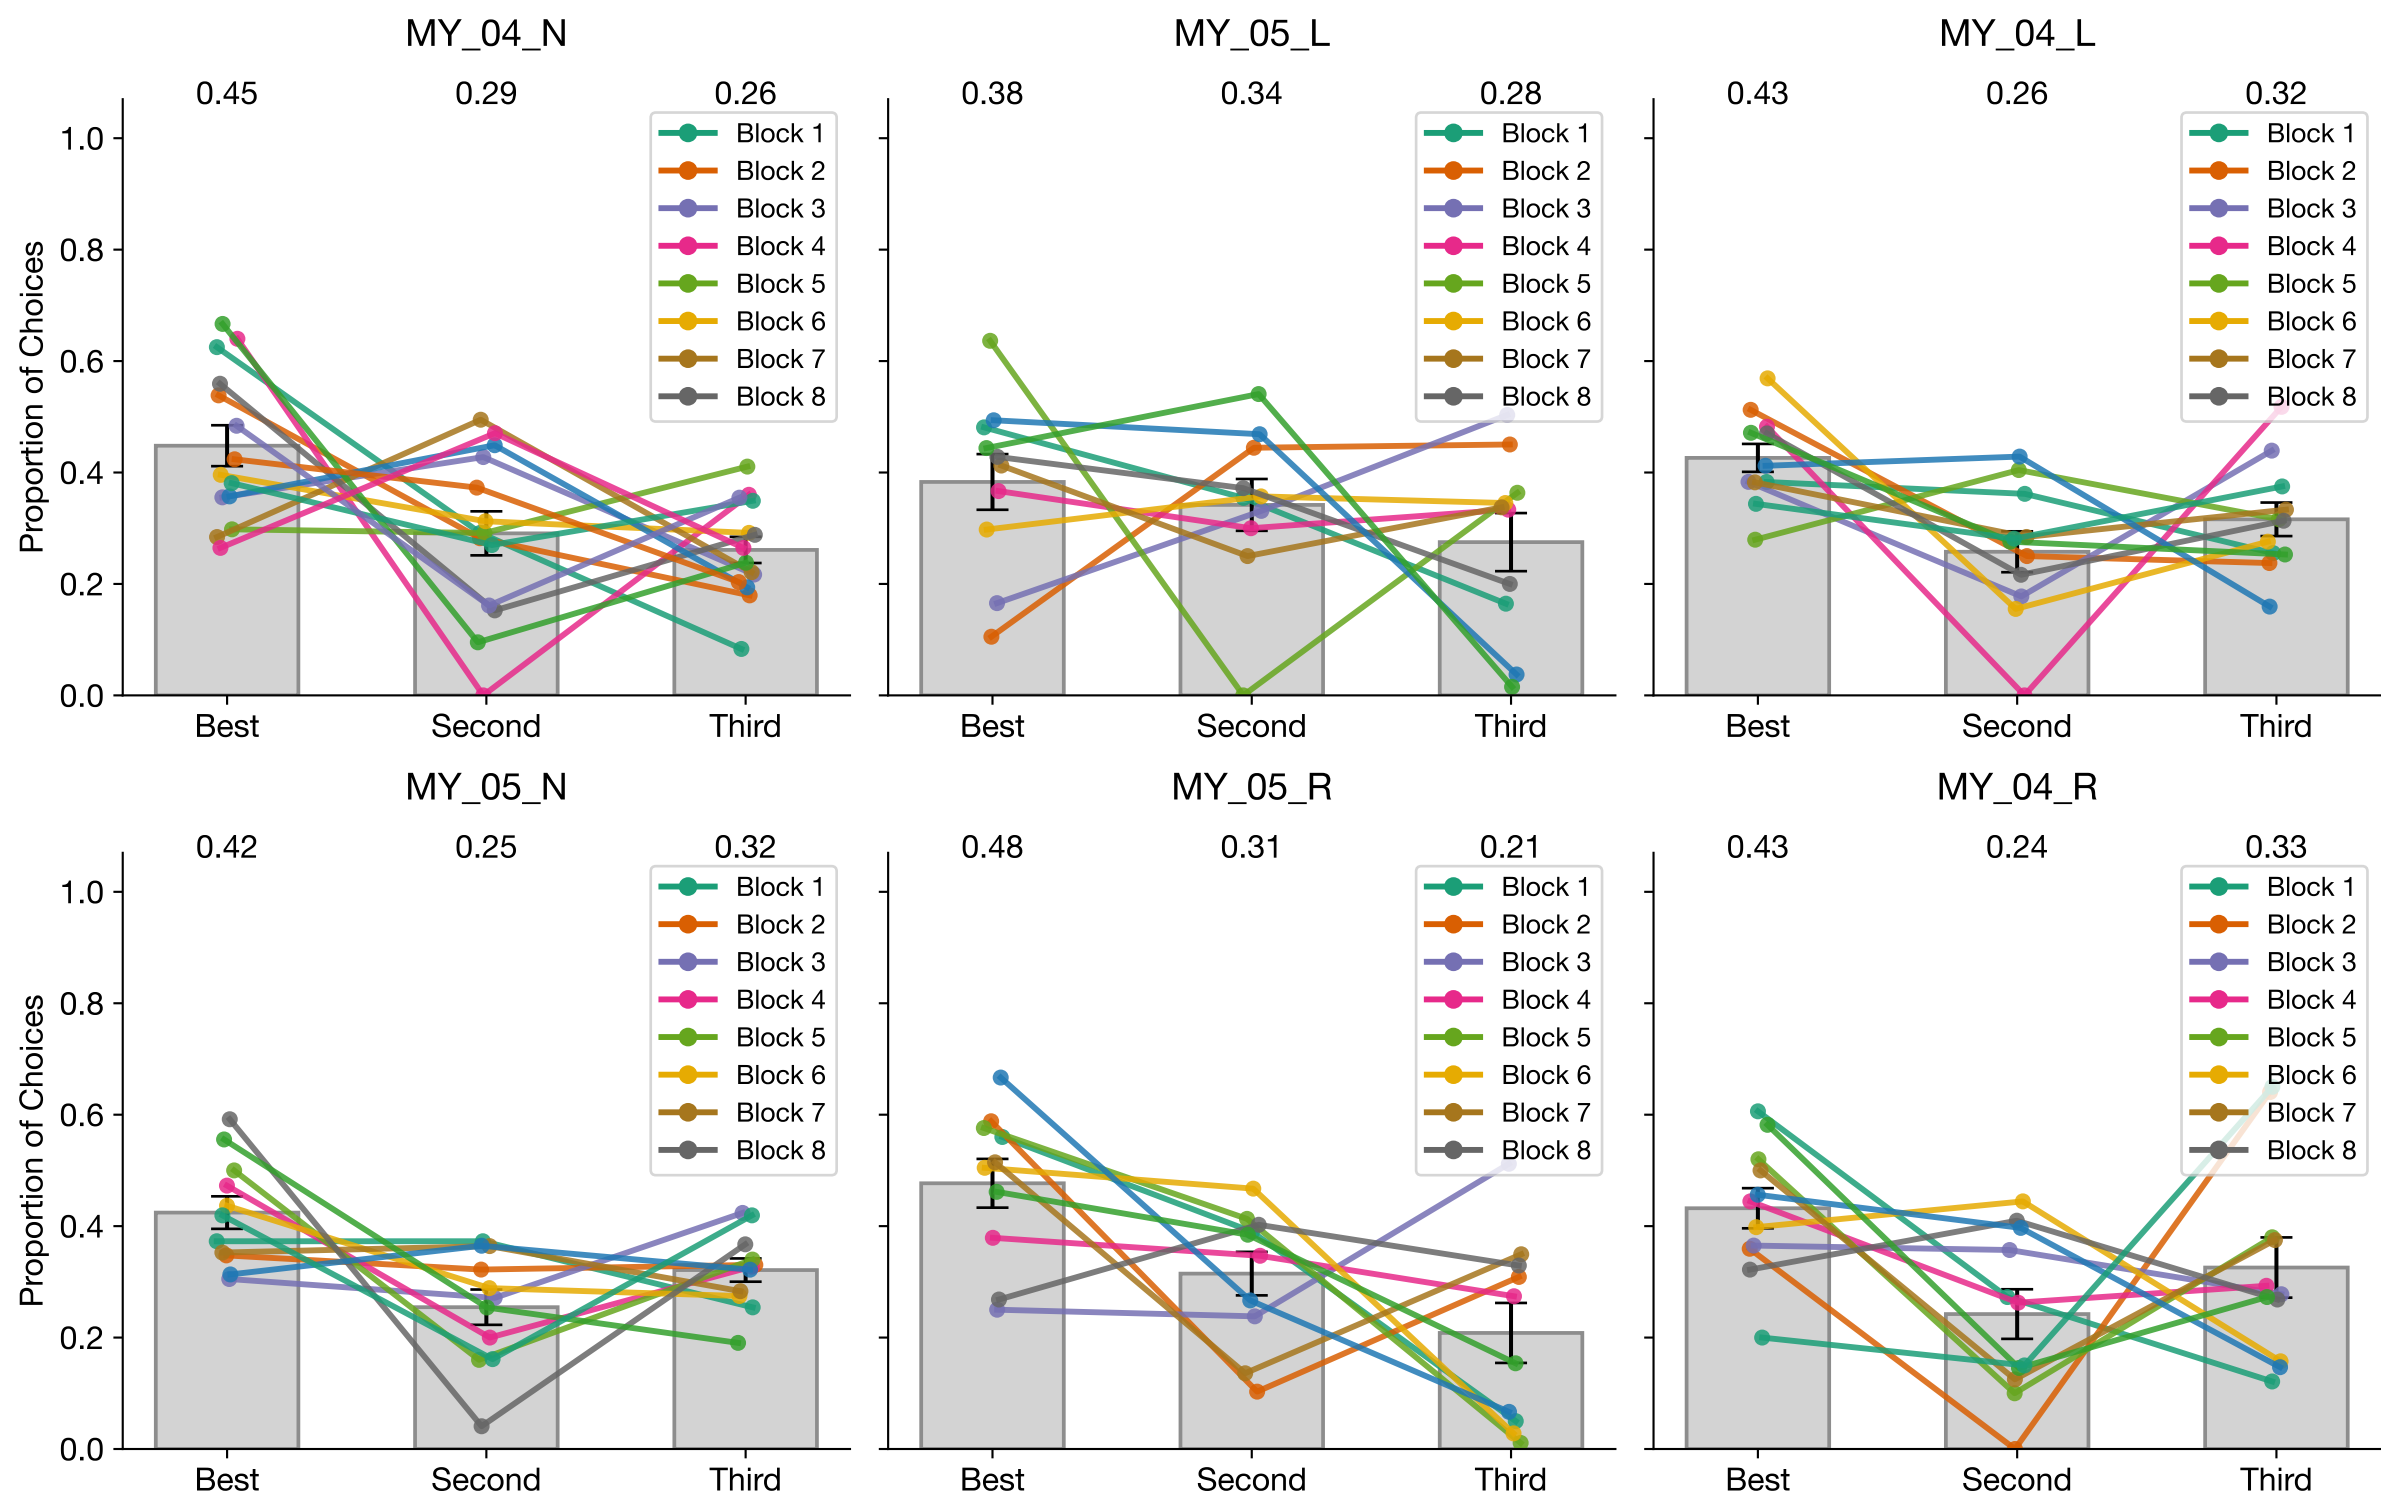 MY_04_N
0.45 0.29 0.26
Proportion of Choices
1.0
0.8
0.6
0.4
0.2
0.0
Block 1
Block 2
Block 3
Block 4
Block 5
Block 6
Block 7
Block 8
Best Second Third
MY_05_L
0.38 0.34 0.28
Block 1
Block 2
Block 3
Block 4
Block 5
Block 6
Block 7
Block 8
Best Second Third
MY_04_L
0.43 0.26 0.32
Block 1
Block 2
Block 3
Block 4
Block 5
Block 6
Block 7
Block 8
Best Second Third
MY_05_N
0.42 0.25 0.32
Proportion of Choices
1.0
0.8
0.6
0.4
0.2
0.0
Block 1
Block 2
Block 3
Block 4
Block 5
Block 6
Block 7
Block 8
Best Second Third
MY_05_R
0.48 0.31 0.21
Block 1
Block 2
Block 3
Block 4
Block 5
Block 6
Block 7
Block 8
Best Second Third
MY_04_R
0.43 0.24 0.33
Block 1
Block 2
Block 3
Block 4
Block 5
Block 6
Block 7
Block 8
Best Second Third